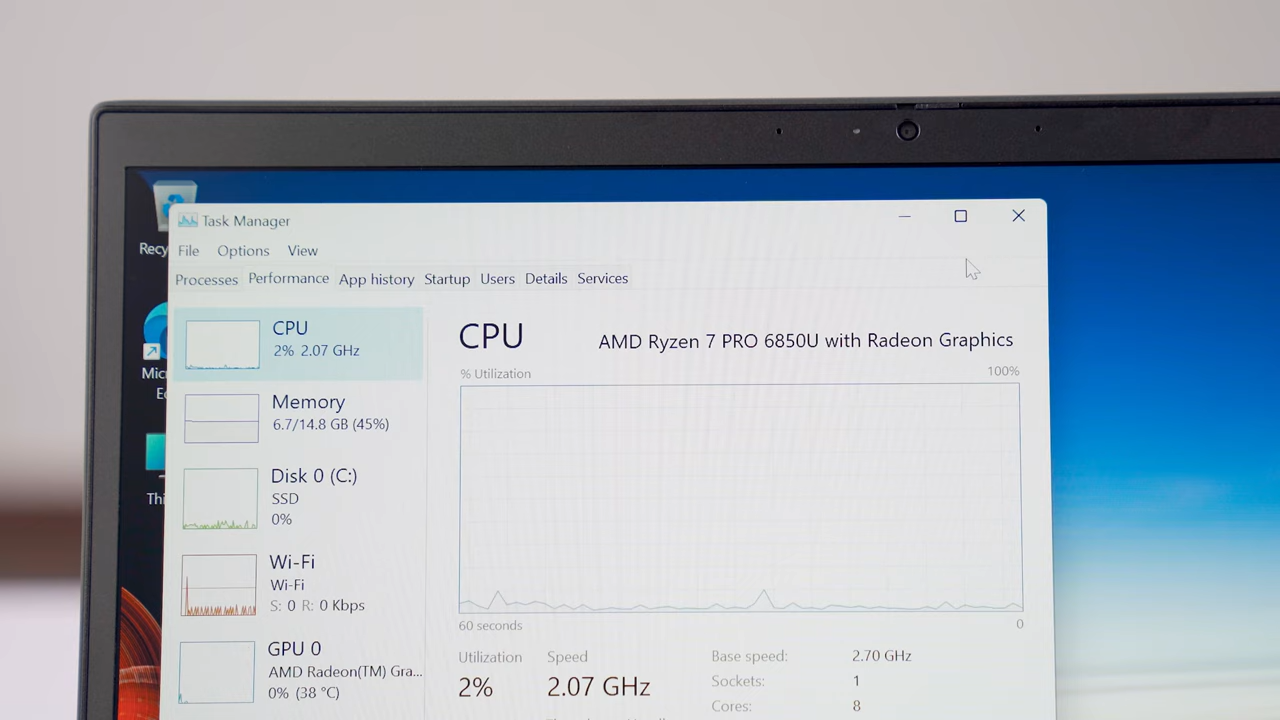 Task Manager
File Options View
Processes Performance App history Startup Users Details Services
Recy
CPU
2% 2.07 GHz
Mic
E
Memory
6.7/14.8 GB (45%)
Thi
Disk 0 (C:)
SSD
0%
Wi-Fi
Wi-Fi
S: 0 R: 0 Kbps
GPU 0
AMD Radeon(TM) Gra...
0% (38 °C)
CPU AMD Ryzen 7 PRO 6850U with Radeon Graphics
% Utilization 100%
60 seconds 0
Utilization Speed Base speed: 2.70 GHz
2% 2.07 GHz Sockets: 1
Cores: 8